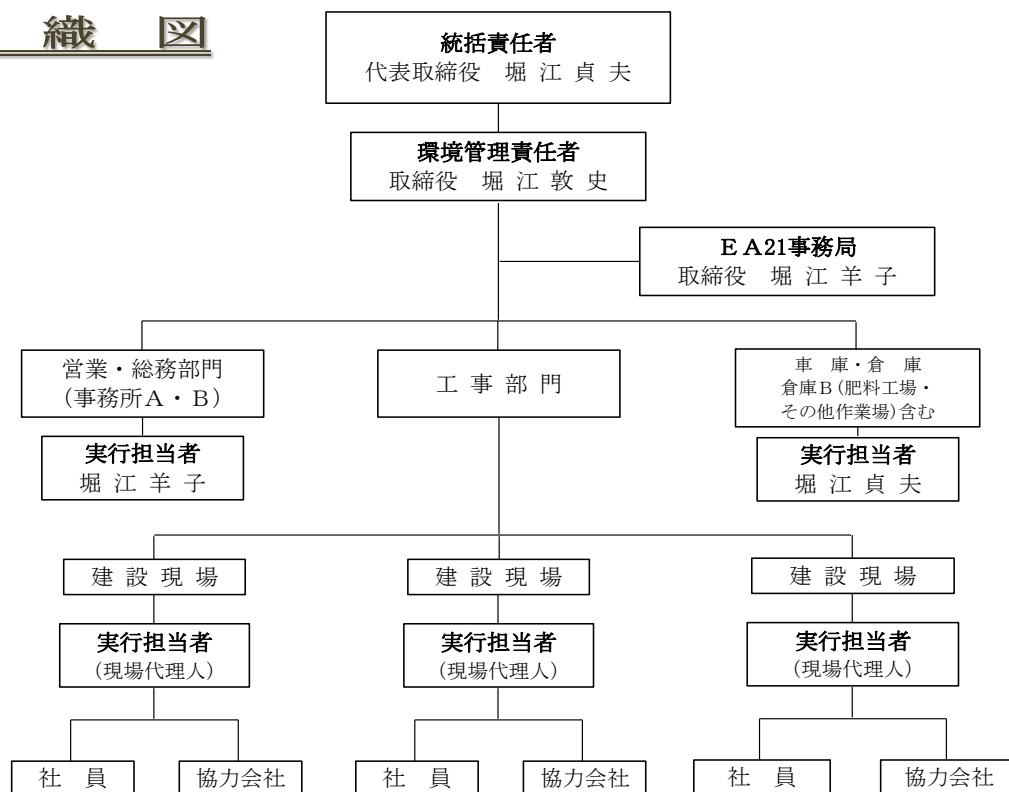 織 図
統括責任者
代表取締役 堀 江 貞 夫
環境管理責任者
取締役 堀 江 敦 史
ＥＡ21事務局
取締役 堀 江 羊 子
営業・総務部門
(事務所Ａ・Ｂ)
実行担当者
堀 江 羊 子
工 事 部 門
車 庫・倉 庫
倉庫Ｂ(肥料工場・
その他作業場)含む
実行担当者
堀 江 貞 夫
建 設 現 場
実行担当者
(現場代理人)
社 員
協力会社
建 設 現 場
実行担当者
(現場代理人)
社 員
協力会社
建 設 現 場
実行担当者
(現場代理人)
社 員
協力会社